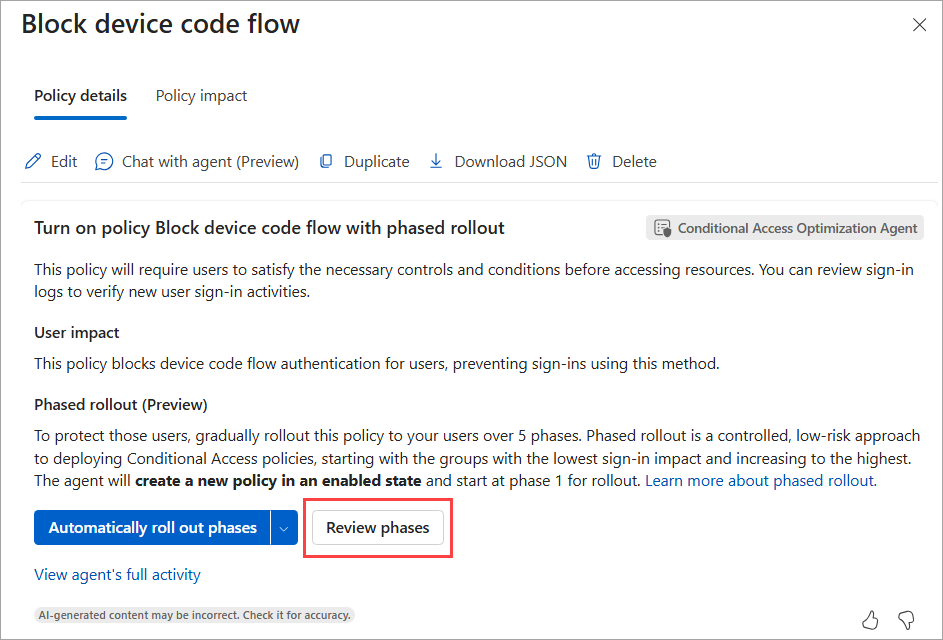 Block device code flow
Policy details
Policy impact
Edit
Chat with agent (Preview)
Duplicate
Download JSON
Delete
Turn on policy Block device code flow with phased rollout
Conditional Access Optimization Agent
This policy will require users to satisfy the necessary controls and conditions before accessing resources. You can review sign-in
logs to verify new user sign-in activities.
User impact
This policy blocks device code flow authentication for users, preventing sign-ins using this method.
Phased rollout (Preview)
To protect those users, gradually rollout this policy to your users over 5 phases. Phased rollout is a controlled, low-risk approach
to deploying Conditional Access policies, starting with the groups with the lowest sign-in impact and increasing to the highest.
The agent will create a new policy in an enabled state and start at phase 1 for rollout. Learn more about phased rollout.
Automatically roll out phases
Review phases
View agent's full activity
AI-generated content may be incorrect. Check it for accuracy.